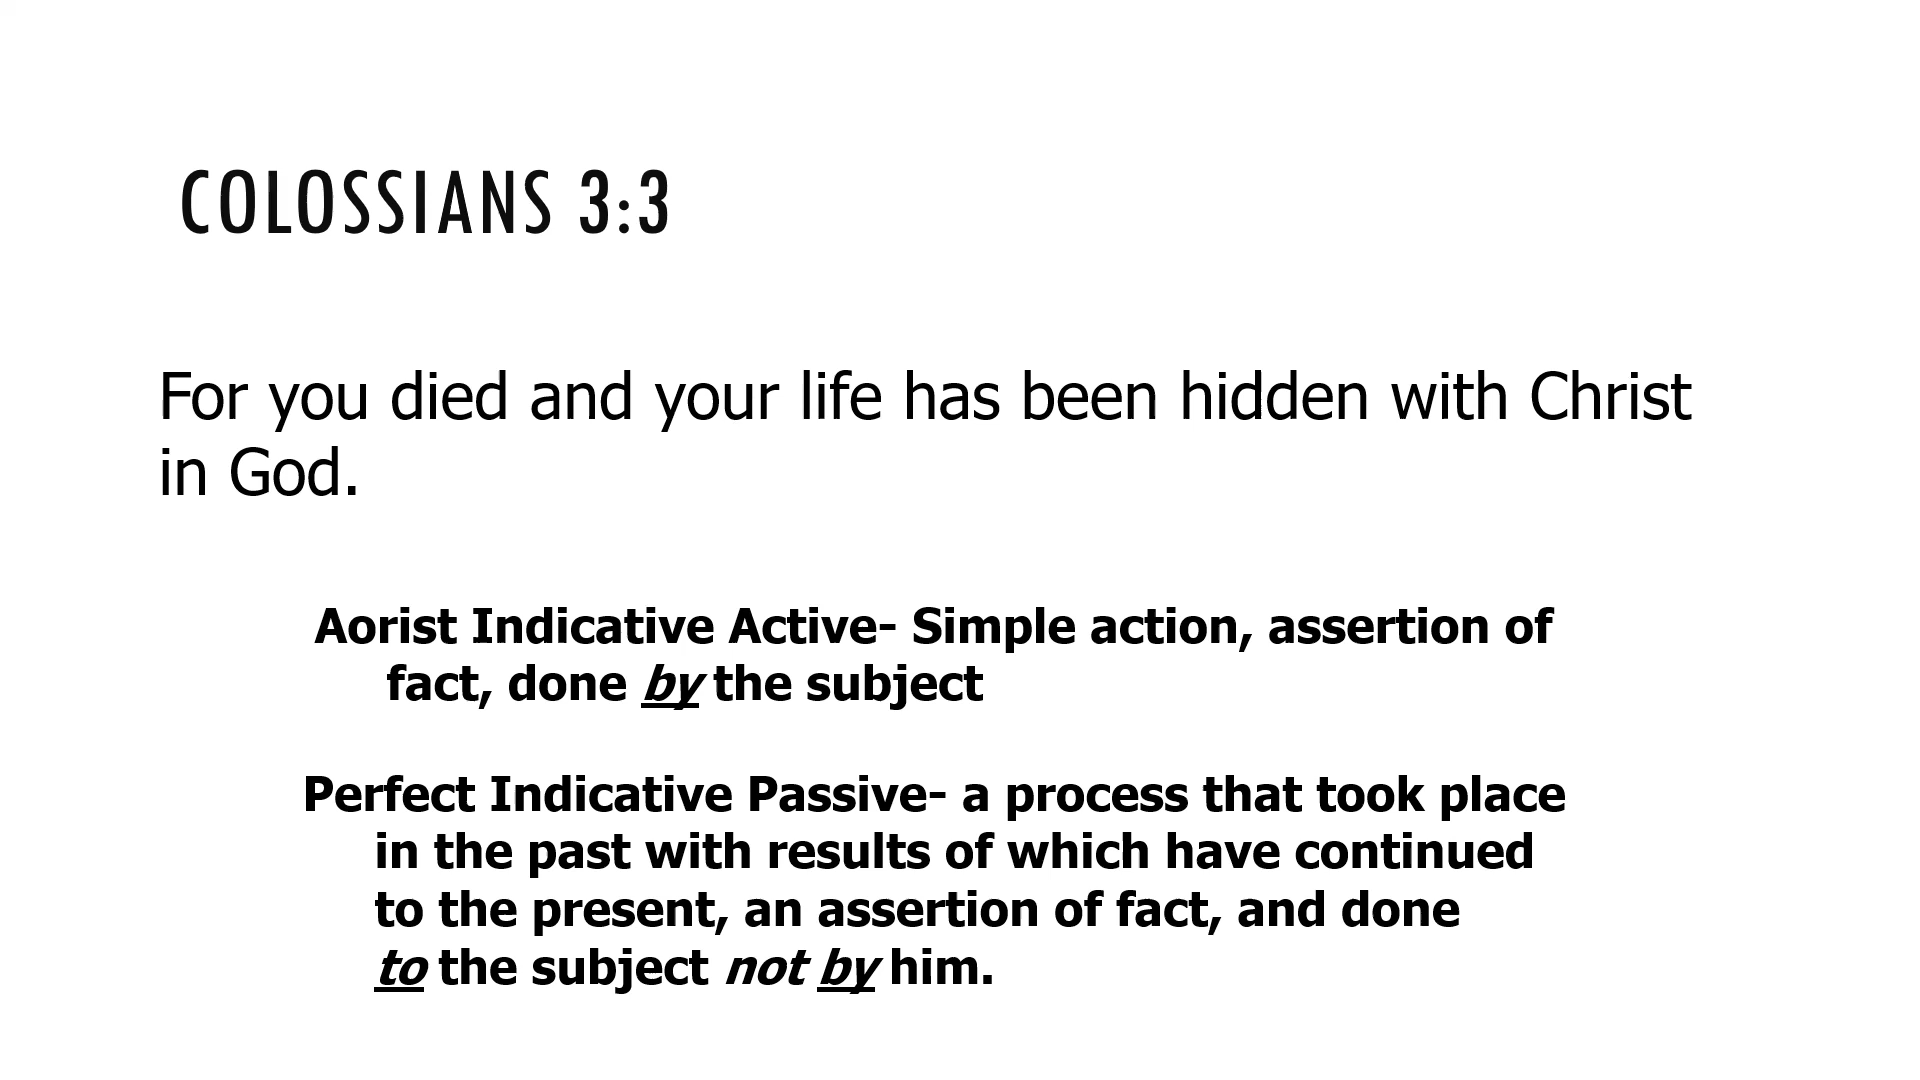 COLOSSIANS 3:3
For you died and your life has been hidden with Christ
in God.
Aorist Indicative Active- Simple action, assertion of
fact, done by the subject
Perfect Indicative Passive- a process that took place
in the past with results of which have continued
to the present, an assertion of fact, and done
to the subject not by him.